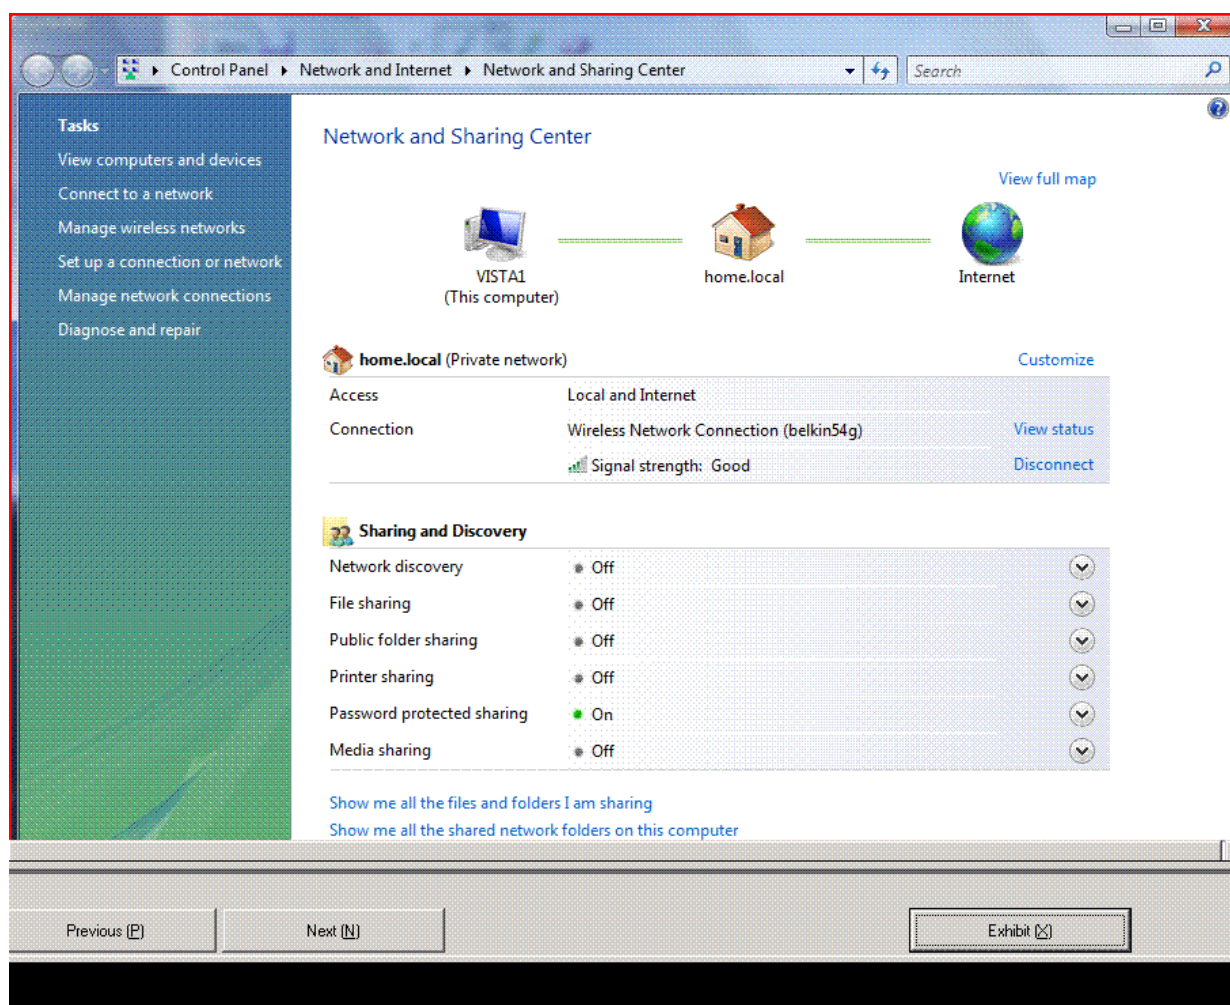 Control Panel Network and Internet Network and Sharing Center Search
Tasks
View computers and devices
Connect to a network
Manage wireless networks
Set up a connection or network
Manage network connections
Diagnose and repair
Network and Sharing Center
View full map
VISTA1
(This computer)
home.local
Internet
home.local (Private network) Customize
Access Local and Internet
Connection Wireless Network Connection (belkin54g) View status
Signal strength: Good Disconnect
Sharing and Discovery
Network discovery Off
File sharing Off
Public folder sharing Off
Printer sharing Off
Password protected sharing On
Media sharing Off
Show me all the files and folders I am sharing
Show me all the shared network folders on this computer
Previous (P) Next (N) Exhibit (X)